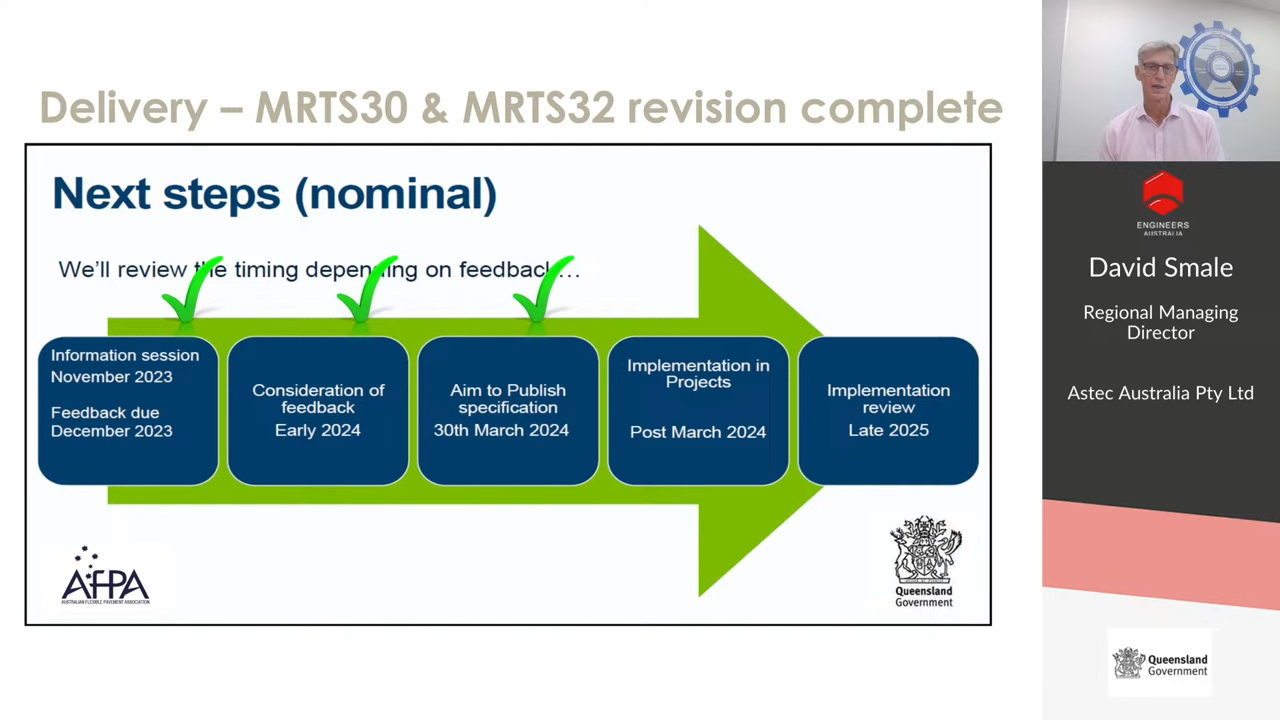 Delivery – MRTS30 & MRTS32 revision complete
Next steps (nominal)
We'll review the timing depending on feedback…
Information session
November 2023
Feedback due
December 2023
Consideration of
feedback
Early 2024
Aim to Publish
specification
30th March 2024
Implementation in
Projects
Post March 2024
Implementation
review
Late 2025
AfPA
AUSTRALIAN FLEXIBLE PAVEMENT ASSOCIATION
Queensland
Government
ENGINEERS
AUSTRALIA
David Smale
Regional Managing
Director
Astec Australia Pty Ltd
Queensland
Government